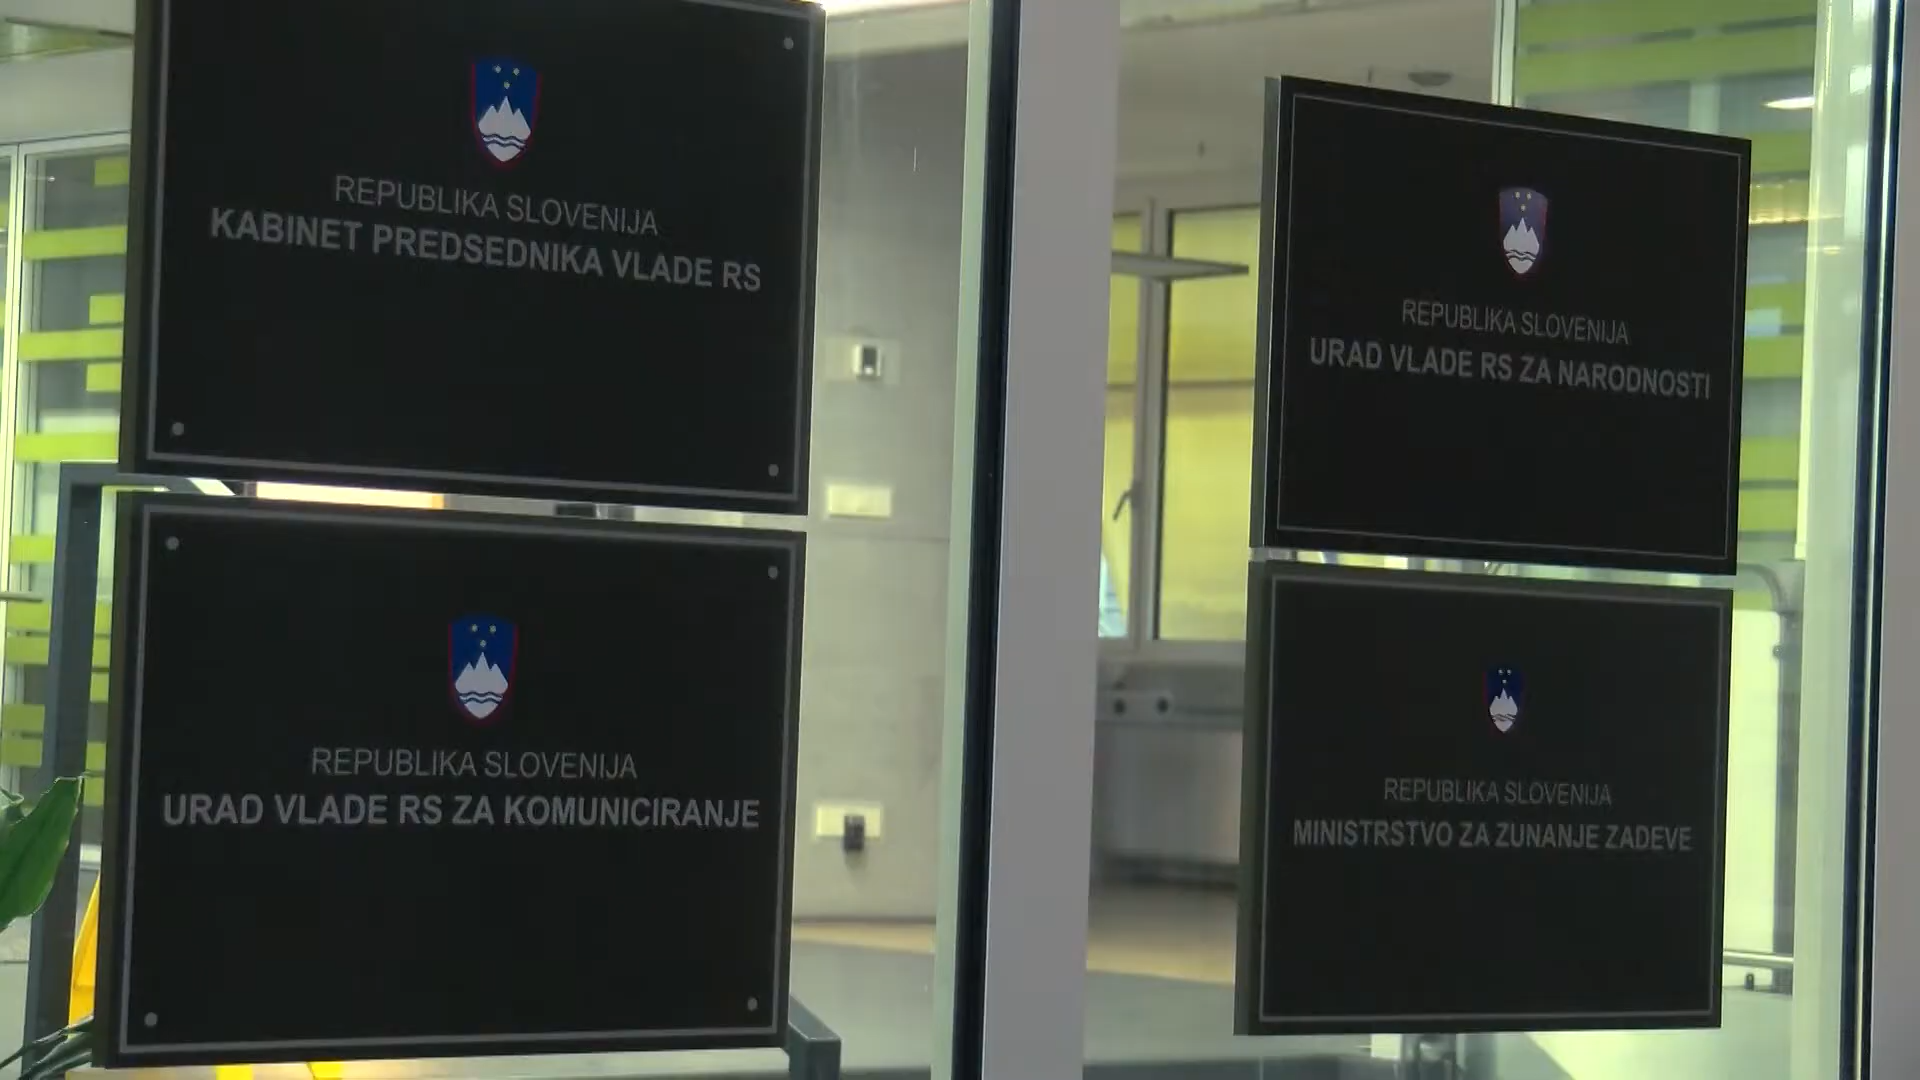 REPUBLIKA SLOVENIJA
KABINET PREDSEDNIKA VLADE RS
REPUBLIKA SLOVENIJA
URAD VLADE RS ZA KOMUNICIRANJE
REPUBLIKA SLOVENIJA
URAD VLADE RS ZA NARODNOSTI
REPUBLIKA SLOVENIJA
MINISTRSTVO ZA ZUNANJE ZADEVE